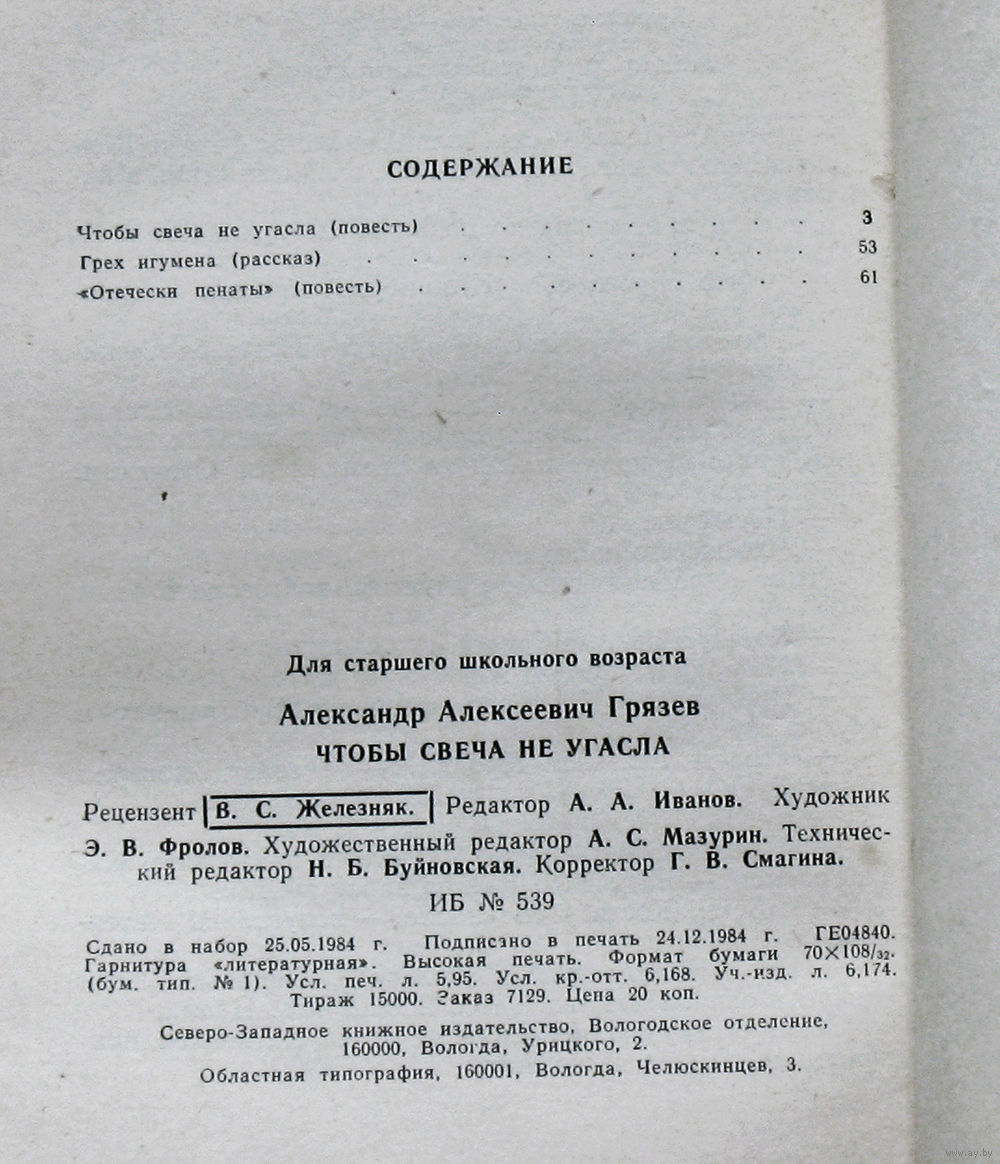 СОДЕРЖАНИЕ
Чтобы свеча не угасла (повесть) . . . . . . . . . 3
Грех игумена (рассказ) . . . . . . . . . . . 53
«Отечески пенаты» (повесть) . . . . . . . . . . 61
Для старшего школьного возраста
Александр Алексеевич Грязев
ЧТОБЫ СВЕЧА НЕ УГАСЛА
Рецензент В. С. Железняк. Редактор А. А. Иванов. Художник
Э. В. Фролов. Художественный редактор А. С. Мазурин. Техничес-
кий редактор Н. Б. Буйновская. Корректор Г. В. Смагина.
ИБ № 539
Сдано в набор 25.05.1984 г. Подписано в печать 24.12.1984 г. ГЕ04840.
Гарнитура «литературная». Высокая печать. Формат бумаги 70×108/32.
(бум. тип. № 1). Усл. печ. л. 5,95. Усл. кр.-отт. 6,168. Уч.-изд. л. 6,174.
Тираж 15000. Заказ 7129. Цена 20 коп.
Северо-Западное книжное издательство, Вологодское отделение,
160000, Вологда, Урицкого, 2.
Областная типография, 160001, Вологда, Челюскинцев, 3.
www.ay.by